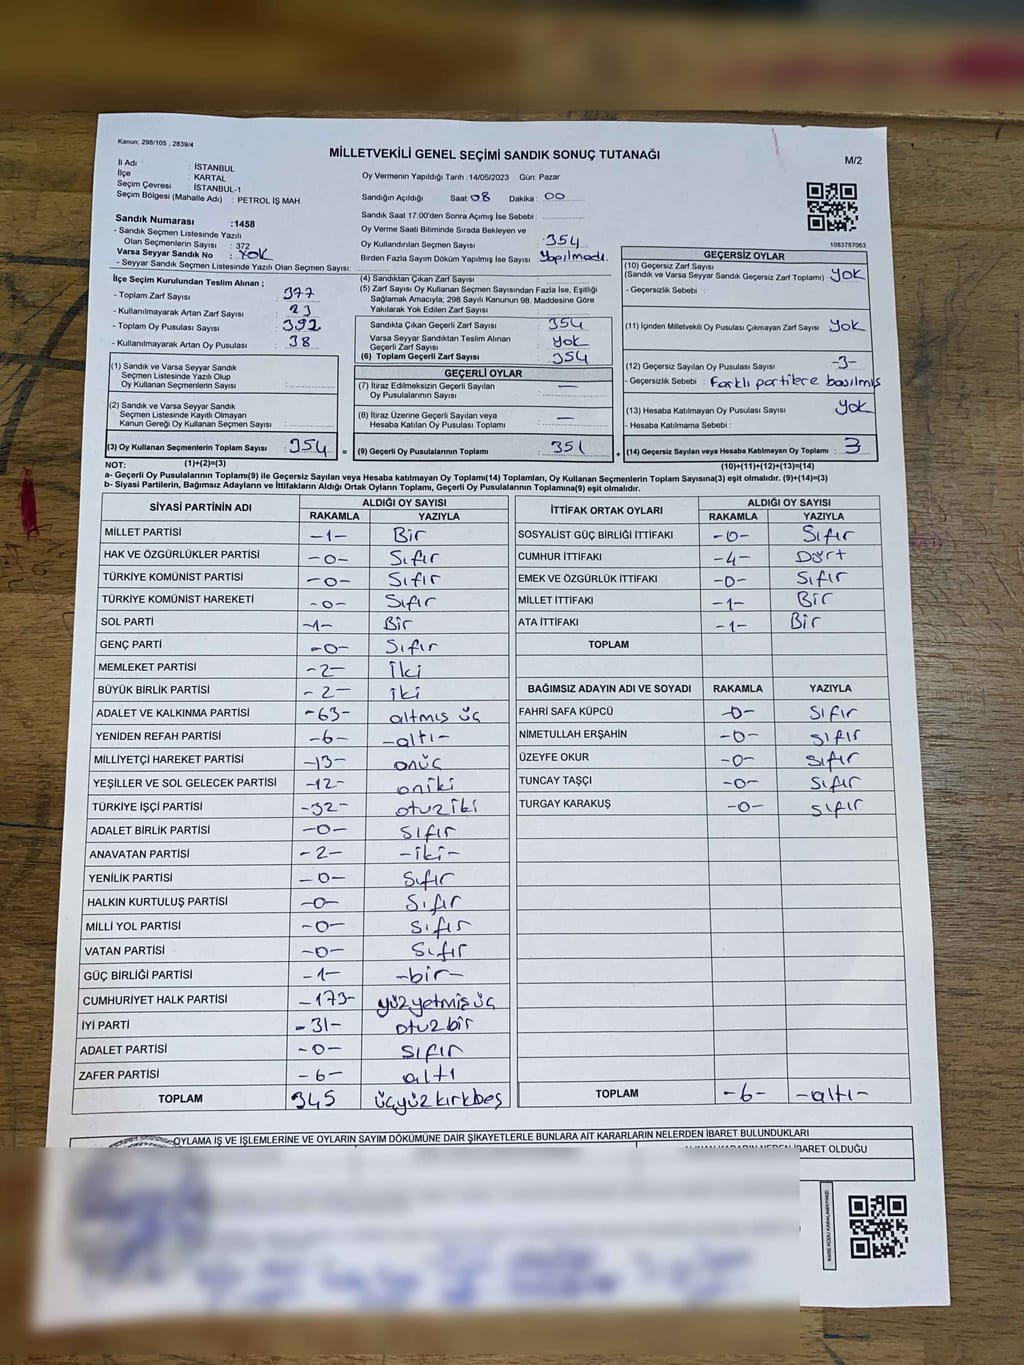 Kanun; 298/105 , 2839/4
MİLLETVEKİLİ GENEL SEÇİMİ SANDIK SONUÇ TUTANAĞI
M/2
İl Adı : İSTANBUL
İlçe : KARTAL
Seçim Çevresi : İSTANBUL-1
Seçim Bölgesi (Mahalle Adı) : PETROL İŞ MAH
Sandık Numarası :1458
- Sandık Seçmen Listesinde Yazılı
Olan Seçmenlerin Sayısı : 372
Varsa Seyyar Sandık No : Yok
- Seyyar Sandık Seçmen Listesinde Yazılı Olan Seçmen Sayısı:
Oy Vermenin Yapıldığı Tarih :14/05/2023 Gün: Pazar
Sandığın Açıldığı Saat: 08 Dakika : 00
Sandık Saat 17.00'den Sonra Açımış İse Sebebi :
Oy Verme Saati Bitiminde Sırada Bekleyen ve
Oy Kullandırılan Seçmen Sayısı : 354
Birden Fazla Sayım Döküm Yapılmış İse Sayısı : Yapılmadı.
1083787063
İlçe Seçim Kurulundan Teslim Alınan ;
- Toplam Zarf Sayısı : 377
- Kullanılmayarak Artan Zarf Sayısı : 23
- Toplam Oy Pusulası Sayısı : 392
- Kullanılmayarak Artan Oy Pusulası : 38
(1) Sandık ve Varsa Seyyar Sandık
Seçmen Listesinde Yazılı Olup
Oy Kullanan Seçmenlerin Sayısı :
(2) Sandık ve Varsa Seyyar Sandık
Seçmen Listesinde Kayıtlı Olmayan
Kanun Gereği Oy Kullanan Seçmen Sayısı :
(3) Oy Kullanan Seçmenlerin Toplam Sayısı : 354
(1)+(2)=(3)
(4) Sandıktan Çıkan Zarf Sayısı :
(5) Zarf Sayısı Oy Kullanan Seçmen Sayısından Fazla İse, Eşitliği
Sağlamak Amacıyla, 298 Sayılı Kanunun 98. Maddesine Göre
Yakılarak Yok Edilen Zarf Sayısı :
Sandıkta Çıkan Geçerli Zarf Sayısı : 354
Varsa Seyyar Sandıktan Teslim Alınan
Geçerli Zarf Sayısı : yok
(6) Toplam Geçerli Zarf Sayısı : 354
GEÇERLİ OYLAR
(7) İtiraz Edilmeksizin Geçerli Sayılan
Oy Pusulalarının Sayısı : —
(8) İtiraz Üzerine Geçerli Sayılan veya
Hesaba Katılan Oy Pusulası Toplamı : —
= (9) Geçerli Oy Pusulalarının Toplamı : 351
GEÇERSİZ OYLAR
(10) Geçersiz Zarf Sayısı
(Sandık ve Varsa Seyyar Sandık Geçersiz Zarf Toplamı) : yok
- Geçersizlik Sebebi :
(11) İçinden Milletvekili Oy Pusulası Çıkmayan Zarf Sayısı : yok
(12) Geçersiz Sayılan Oy Pusulası Sayısı : -3-
- Geçersizlik Sebebi : Farklı partilere basılmış
(13) Hesaba Katılmayan Oy Pusulası Sayısı : yok
- Hesaba Katılmama Sebebi :
+ (14) Geçersiz Sayılan veya Hesaba Katılmayan Oy Toplamı : 3
(10)+(11)+(12)+(13)=(14)
NOT:
a- Geçerli Oy Pusulalarının Toplamı(9) ile Geçersiz Sayılan veya Hesaba katılmayan Oy Toplamı(14) Toplamları, Oy Kullanan Seçmenlerin Toplam Sayısına(3) eşit olmalıdır. (9)+(14)=(3)
b- Siyasi Partilerin, Bağımsız Adayların ve İttifakların Aldığı Ortak Oyların Toplamı, Geçerli Oy Pusulalarının Toplamına(9) eşit olmalıdır.
SİYASİ PARTİNİN ADI ALDIĞI OY SAYISI
RAKAMLA YAZIYLA
MİLLET PARTİSİ -1- Bir
HAK VE ÖZGÜRLÜKLER PARTİSİ -0- Sıfır
TÜRKİYE KOMÜNİST PARTİSİ -0- Sıfır
TÜRKİYE KOMÜNİST HAREKETİ -0- Sıfır
SOL PARTİ -1- Bir
GENÇ PARTİ -0- Sıfır
MEMLEKET PARTİSİ -2- İki
BÜYÜK BİRLİK PARTİSİ -2- iki
ADALET VE KALKINMA PARTİSİ -63- altmış üç
YENİDEN REFAH PARTİSİ -6- -altı-
MİLLİYETÇİ HAREKET PARTİSİ -13- onüç
YEŞİLLER VE SOL GELECEK PARTİSİ -12- oniki
TÜRKİYE İŞÇİ PARTİSİ -32- otuziki
ADALET BİRLİK PARTİSİ -0- sıfır
ANAVATAN PARTİSİ -2- -iki-
YENİLİK PARTİSİ -0- sıfır
HALKIN KURTULUŞ PARTİSİ -0- sıfır
MİLLİ YOL PARTİSİ -0- sıfır
VATAN PARTİSİ -0- sıfır
GÜÇ BİRLİĞİ PARTİSİ -1- -bir-
CUMHURİYET HALK PARTİSİ -173- yüzyetmişüç
İYİ PARTİ -31- otuzbir
ADALET PARTİSİ -0- sıfır
ZAFER PARTİSİ -6- altı
TOPLAM 345 üçyüzkırkbeş
İTTİFAK ORTAK OYLARI ALDIĞI OY SAYISI
RAKAMLA YAZIYLA
SOSYALİST GÜÇ BİRLİĞİ İTTİFAKI -0- Sıfır
CUMHUR İTTİFAKI -4- Dört
EMEK VE ÖZGÜRLÜK İTTİFAKI -0- Sıfır
MİLLET İTTİFAKI -1- Bir
ATA İTTİFAKI -1- Bir
TOPLAM
BAĞIMSIZ ADAYIN ADI VE SOYADI RAKAMLA YAZIYLA
FAHRİ SAFA KÜPCÜ -0- sıfır
NİMETULLAH ERŞAHİN -0- sıfır
ÜZEYFE OKUR -0- sıfır
TUNCAY TAŞÇI -0- sıfır
TURGAY KARAKUŞ -0- sıfır
TOPLAM -6- -altı-
OYLAMA İŞ VE İŞLEMLERİNE VE OYLARIN SAYIM DÖKÜMÜNE DAİR ŞİKAYETLERLE BUNLARA AİT KARARLARIN NELERDEN İBARET BULUNDUKLARI
İBARET OLDUĞU